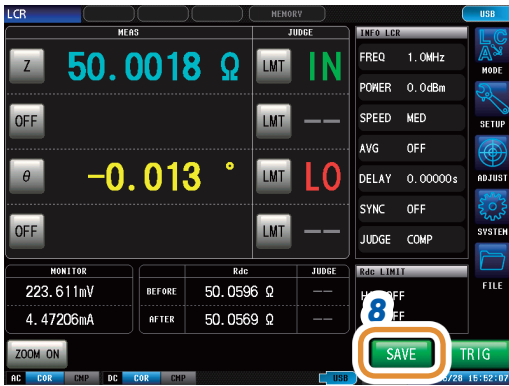 LCR MEMORY USB
MEAS JUDGE INFO LCR
Z 50.0018 Ω LMT IN
OFF LMT --
θ -0.013 ° LMT LO
OFF LMT --
FREQ 1.0MHz
POWER 0.0dBm
SPEED MED
AVG OFF
DELAY 0.00000s
SYNC OFF
JUDGE COMP
LC
MODE
SETUP
ADJUST
SYSTEM
FILE
MONITOR Rdc JUDGE Rdc LIMIT
223.611mV BEFORE 50.0596 Ω --
4.47206mA AFTER 50.0569 Ω --
8
ZOOM ON SAVE TRIG
AC COR CMP DC COR CMP USB 15:52:07